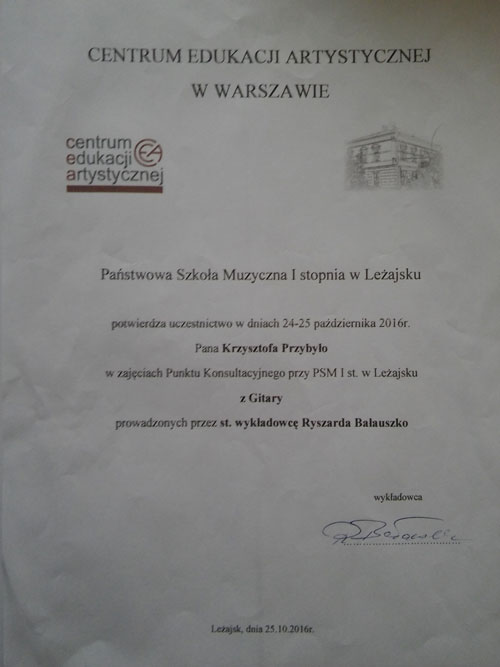 CENTRUM EDUKACJI ARTYSTYCZNEJ
W WARSZAWIE
centrum
edukacji
artystycznej
CEA
Państwowa Szkoła Muzyczna I stopnia w Leżajsku
potwierdza uczestnictwo w dniach 24-25 października 2016r.
Pana Krzysztofa Przybyło
w zajęciach Punktu Konsultacyjnego przy PSM I st. w Leżajsku
z Gitary
prowadzonych przez st. wykładowcę Ryszarda Bałauszko
wykładowca
Leżajsk, dnia 25.10.2016r.